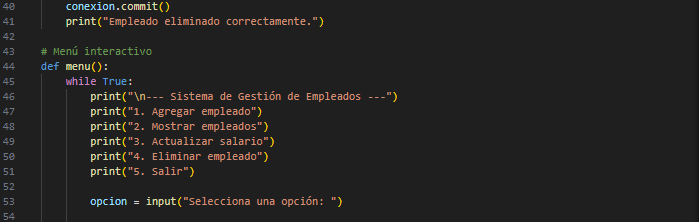 40 conexion.commit()
41 print("Empleado eliminado correctamente.")
42
43 # Menú interactivo
44 def menu():
45 while True:
46 print("\n--- Sistema de Gestión de Empleados ---")
47 print("1. Agregar empleado")
48 print("2. Mostrar empleados")
49 print("3. Actualizar salario")
50 print("4. Eliminar empleado")
51 print("5. Salir")
52
53 opcion = input("Selecciona una opción: ")
54